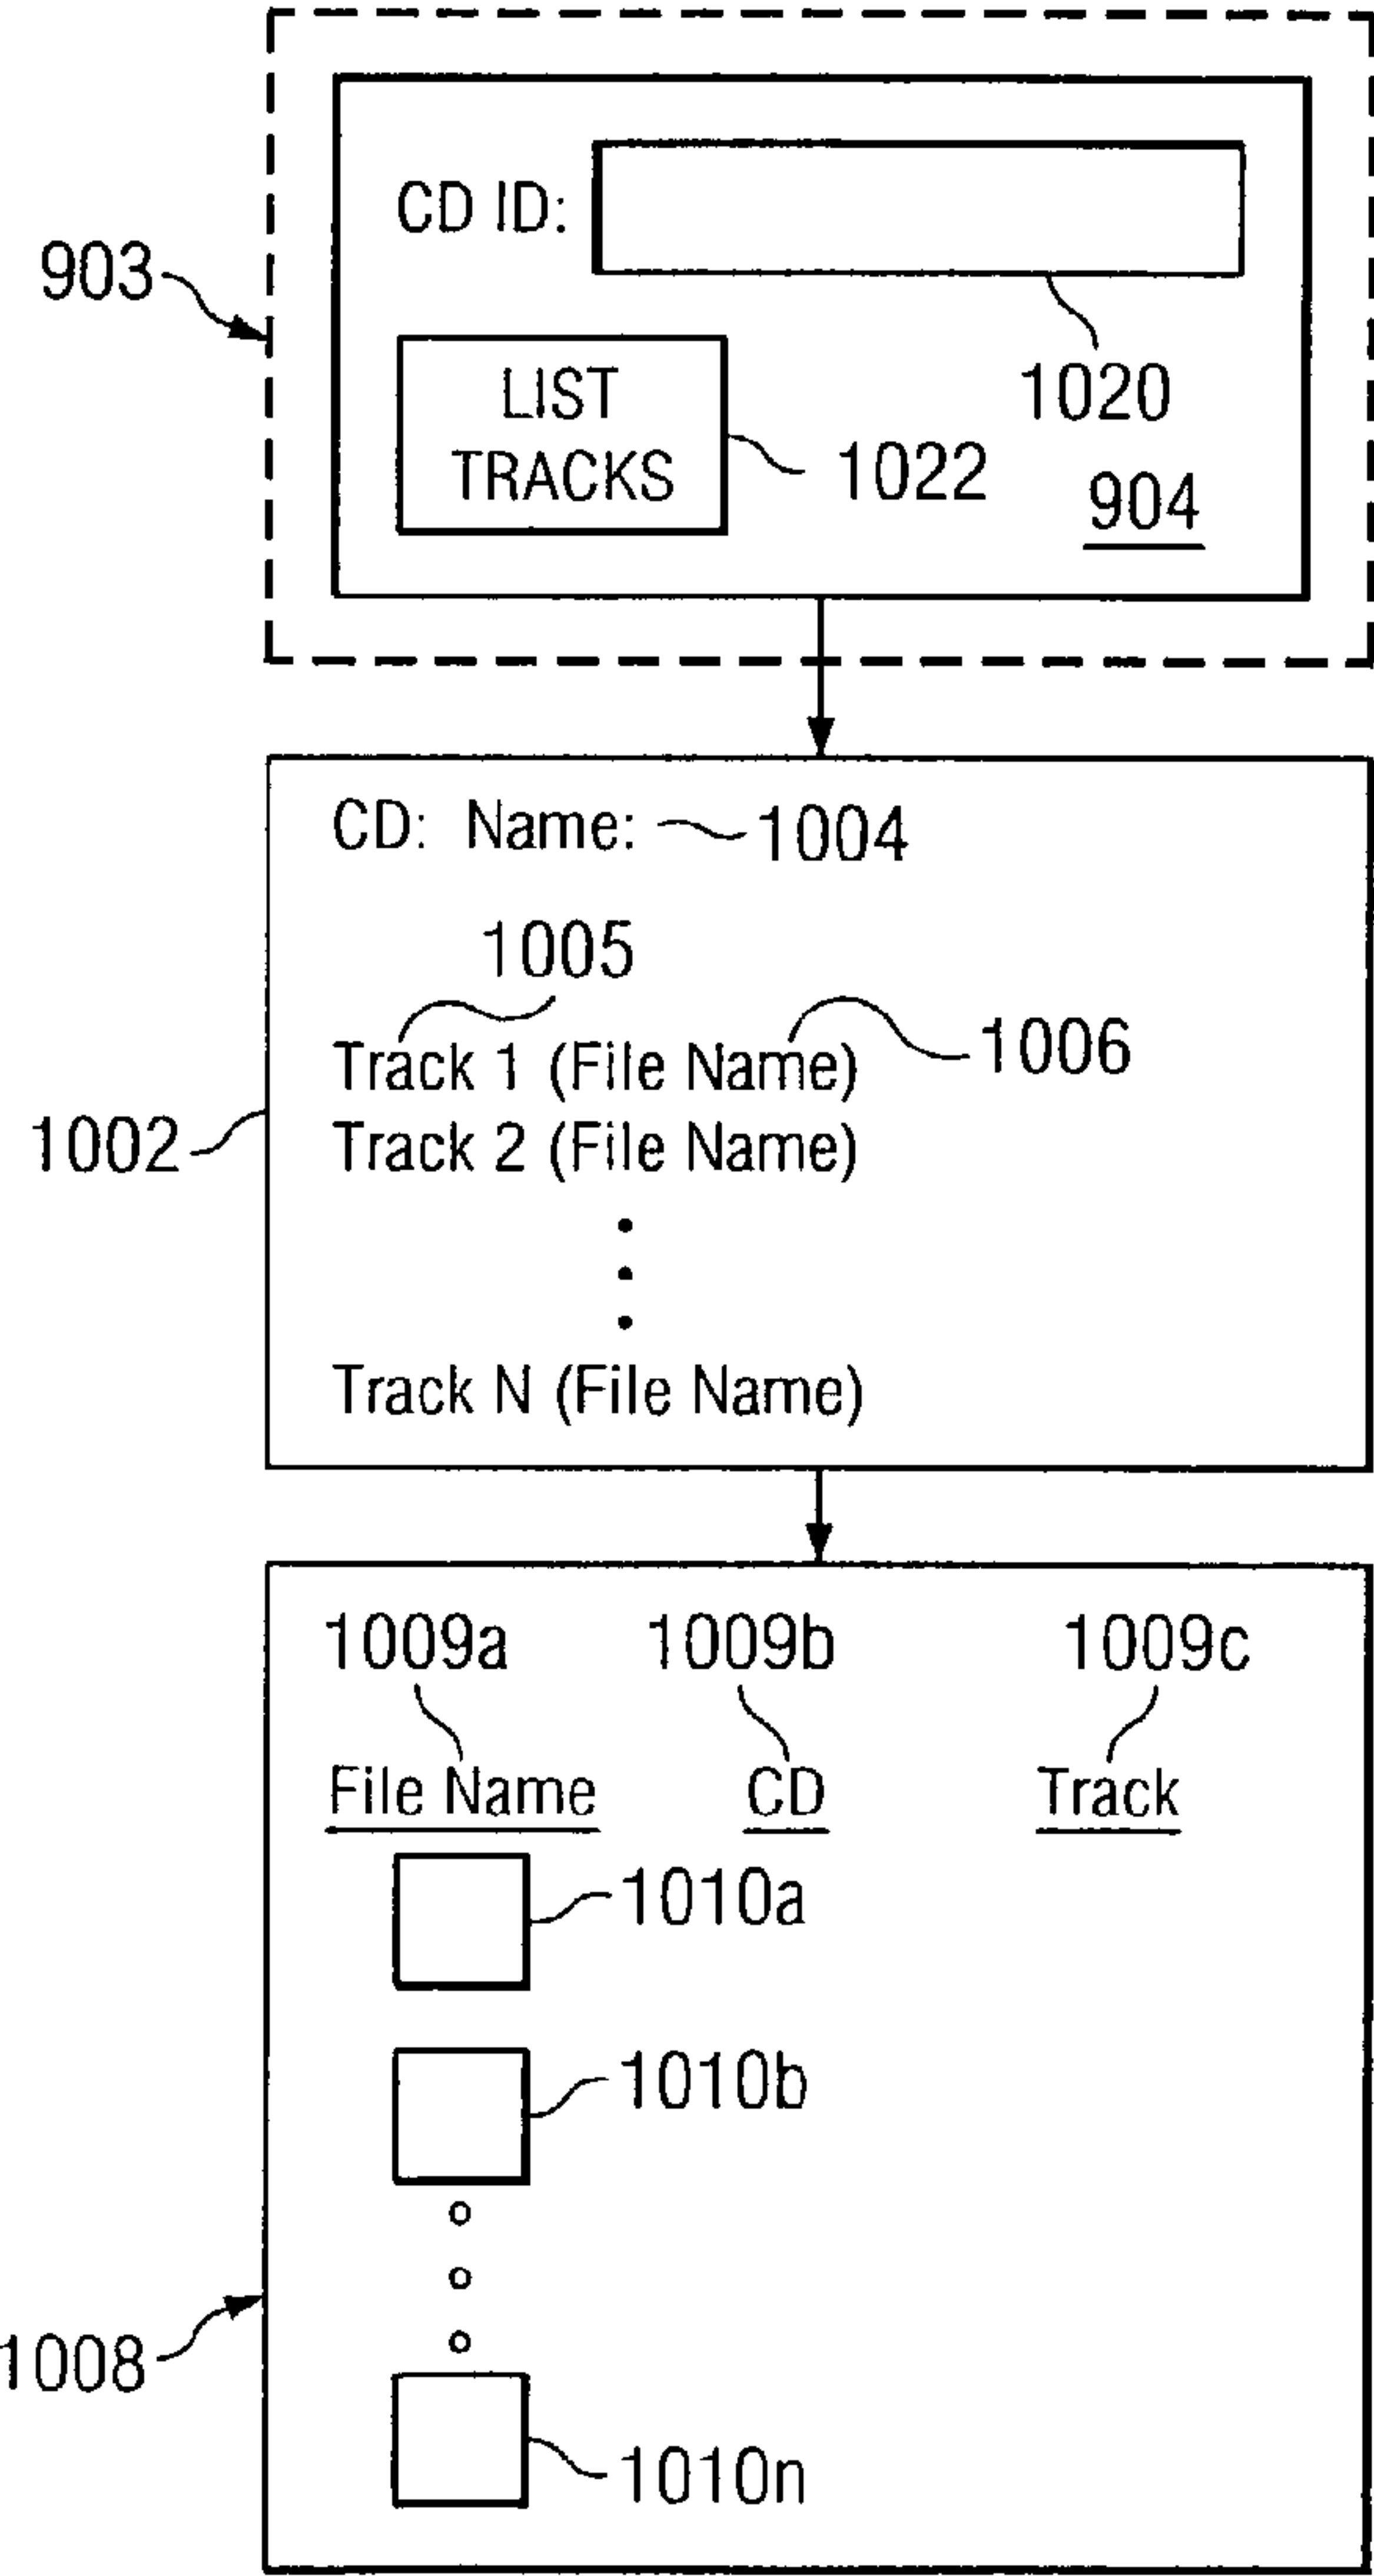 CD ID:
903
1020
LIST
TRACKS
1022
904
CD: Name: 1004
1005
Track 1 (File Name) 1006
1002
Track 2 (File Name)
Track N (File Name)
1009a 1009b 1009c
File Name CD Track
1010a
1010b
1008
1010n